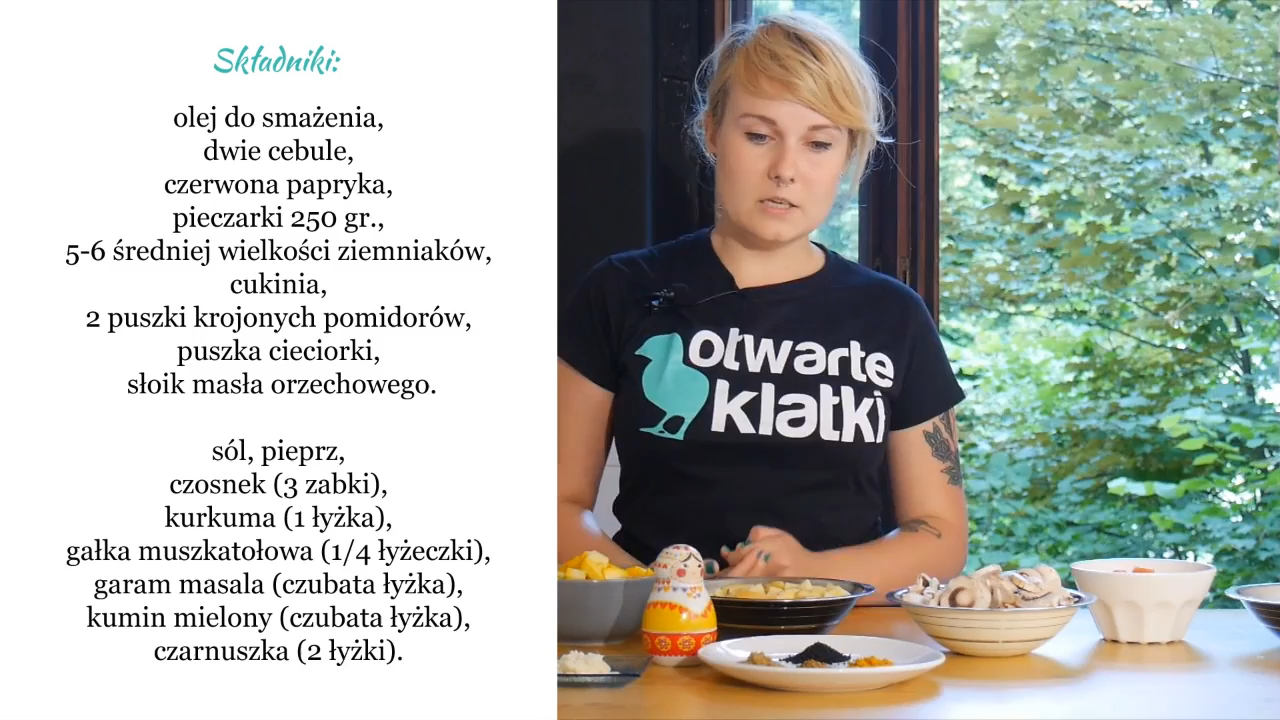 Składniki:
olej do smażenia,
dwie cebule,
czerwona papryka,
pieczarki 250 gr.,
5-6 średniej wielkości ziemniaków,
cukinia,
2 puszki krojonych pomidorów,
puszka cieciorki,
słoik masła orzechowego.
sól, pieprz,
czosnek (3 zabki),
kurkuma (1 łyżka),
gałka muszkatołowa (1/4 łyżeczki),
garam masala (czubata łyżka),
kumin mielony (czubata łyżka),
czarnuszka (2 łyżki).
otwarte
klatki